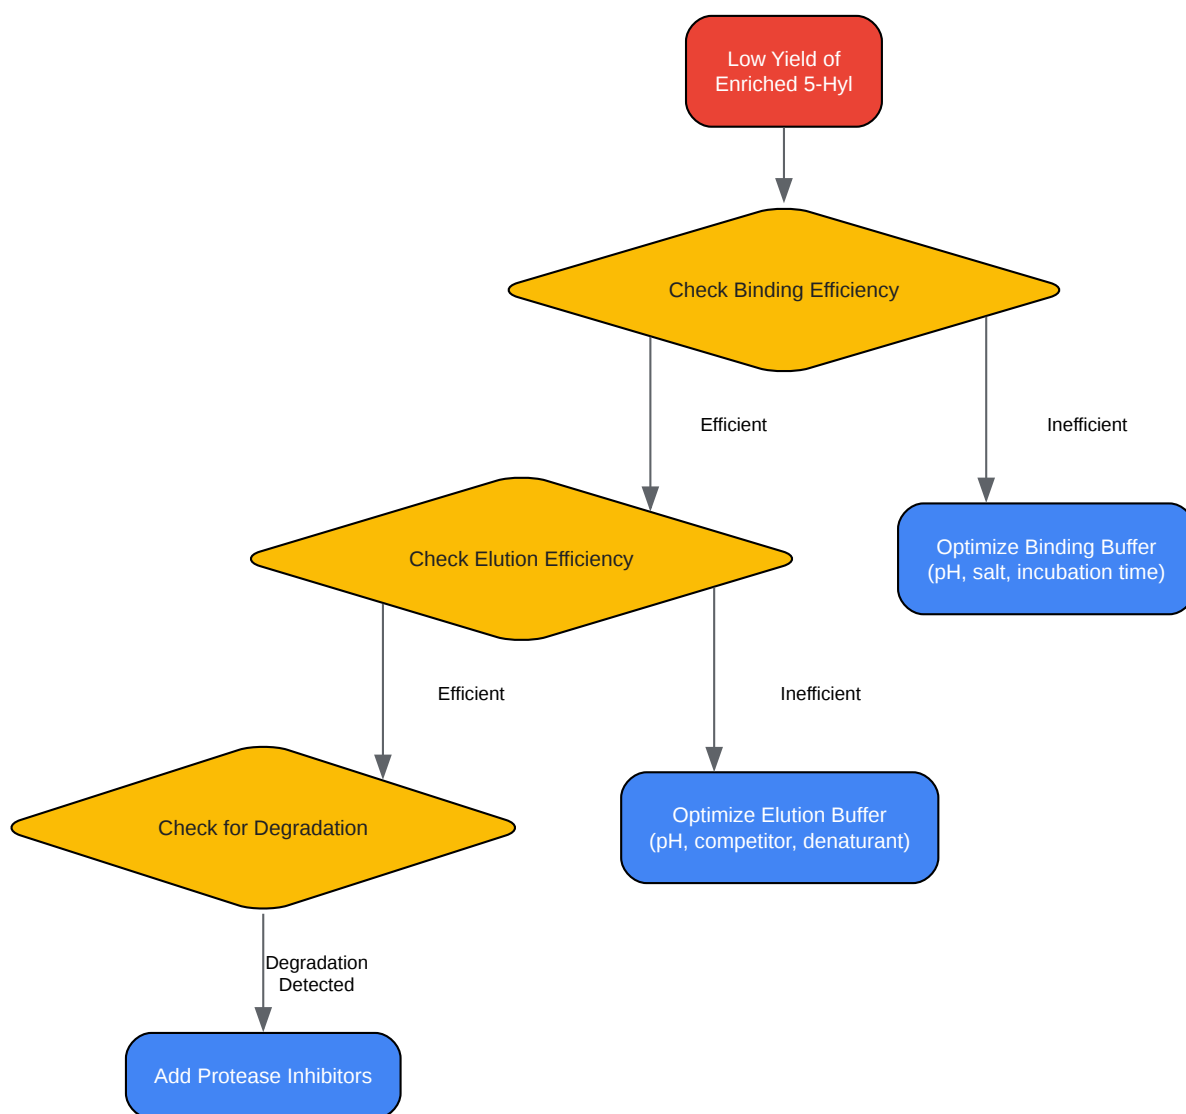 Low Yield of
Enriched 5-Hyl
Check Binding Efficiency
Efficient
Inefficient
Optimize Binding Buffer
(pH, salt, incubation time)
Check Elution Efficiency
Efficient
Inefficient
Optimize Elution Buffer
(pH, competitor, denaturant)
Check for Degradation
Degradation
Detected
Add Protease Inhibitors